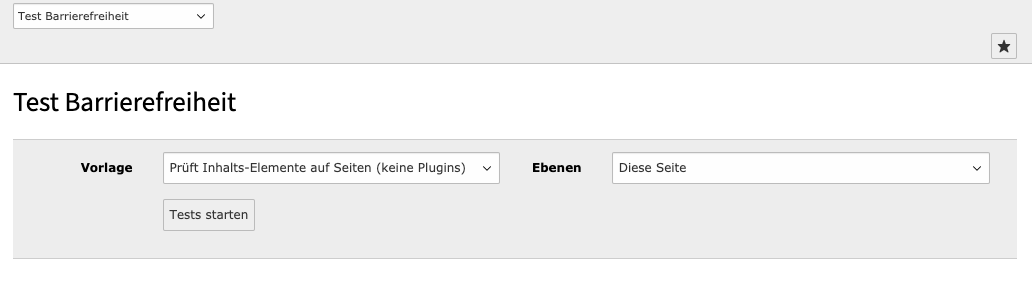 Test Barrierefreiheit
Test Barrierefreiheit
Vorlage Prüft Inhalts-Elemente auf Seiten (keine Plugins) Ebenen Diese Seite
Tests starten